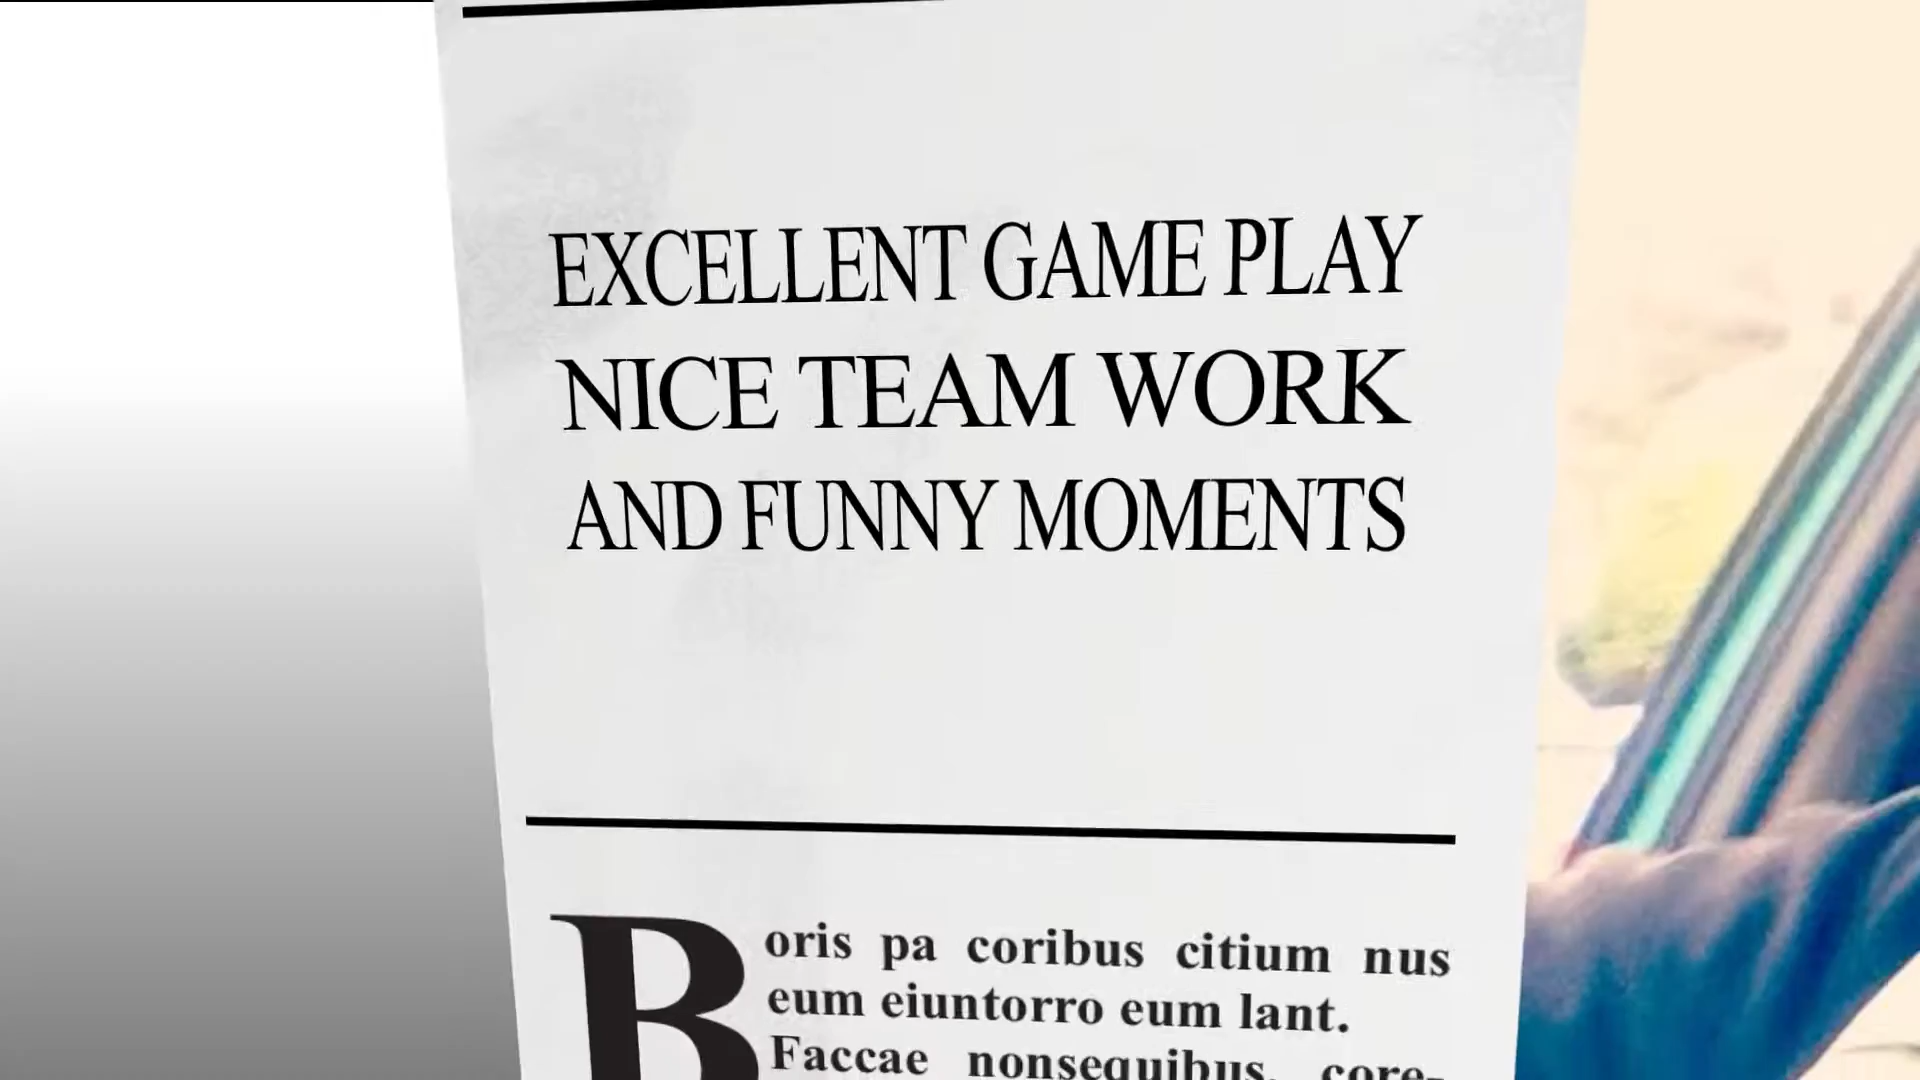 EXCELLENT GAME PLAY
NICE TEAM WORK
AND FUNNY MOMENTS
Boris pa coribus citium nus
eum eiuntorro eum lant.
Faccae nonsequibus, core-